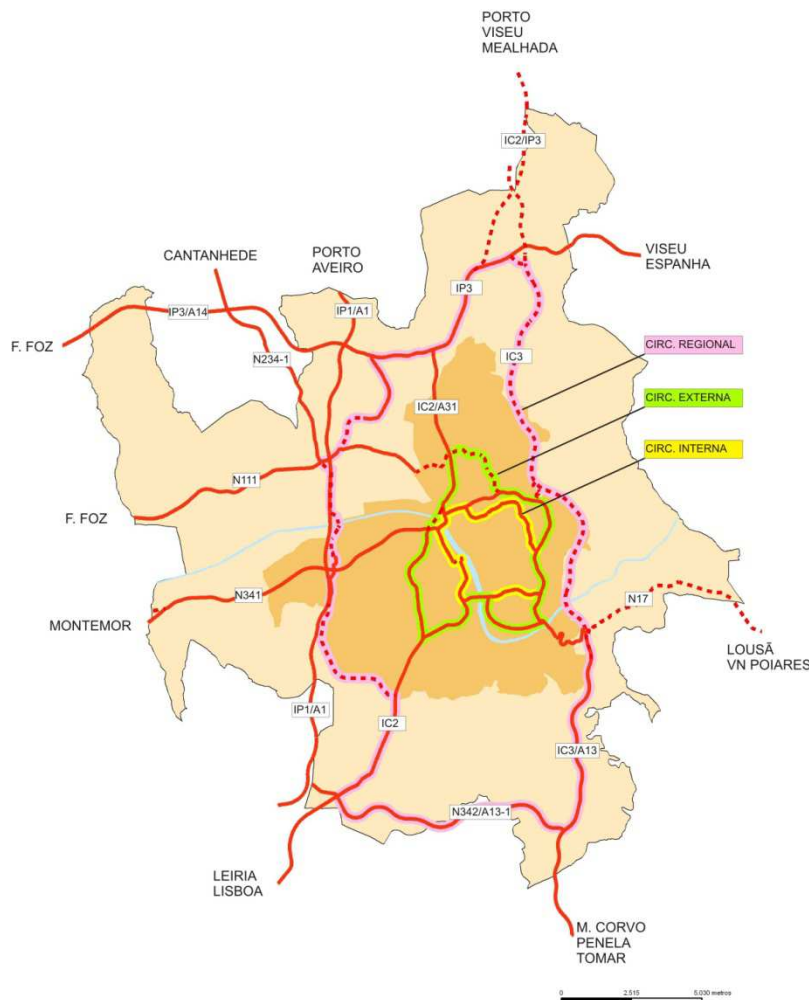 PORTO
VISEU
MEALHADA
IC2/IP3
CANTANHEDE
PORTO
AVEIRO
VISEU
ESPANHA
IP3
IP3/A14
IP1/A1
F. FOZ
CIRC. REGIONAL
N234-1
IC3
CIRC. EXTERNA
IC2/A31
CIRC. INTERNA
N111
F. FOZ
N341
N17
MONTEMOR
LOUSÃ
VN POIARES
IP1/A1
IC2
IC3/A13
N342/A13-1
LEIRIA
LISBOA
M. CORVO
PENELA
TOMAR
0 2.515 5.030 metros